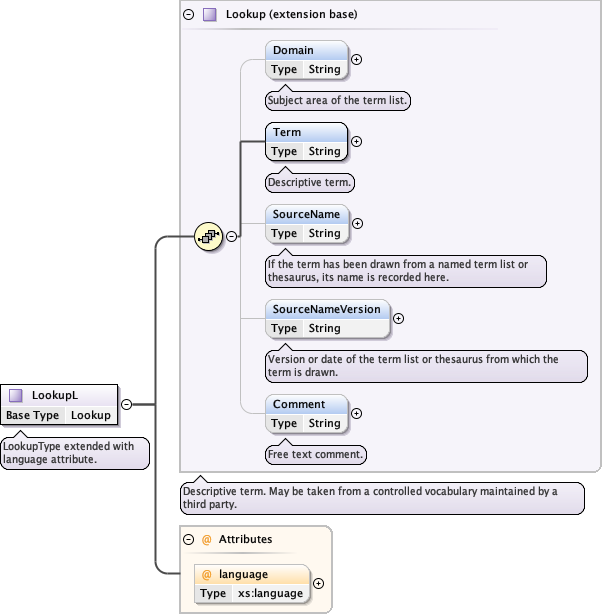 Lookup (extension base)
Domain
Type String
Subject area of the term list.
Term
Type String
Descriptive term.
SourceName
Type String
If the term has been drawn from a named term list or
thesaurus, its name is recorded here.
SourceNameVersion
Type String
Version or date of the term list or thesaurus from which the
term is drawn.
LookupL
Base Type Lookup
LookupType extended with
language attribute.
Comment
Type String
Free text comment.
Descriptive term. May be taken from a controlled vocabulary maintained by a
third party.
@ Attributes
@ language
Type xs:language